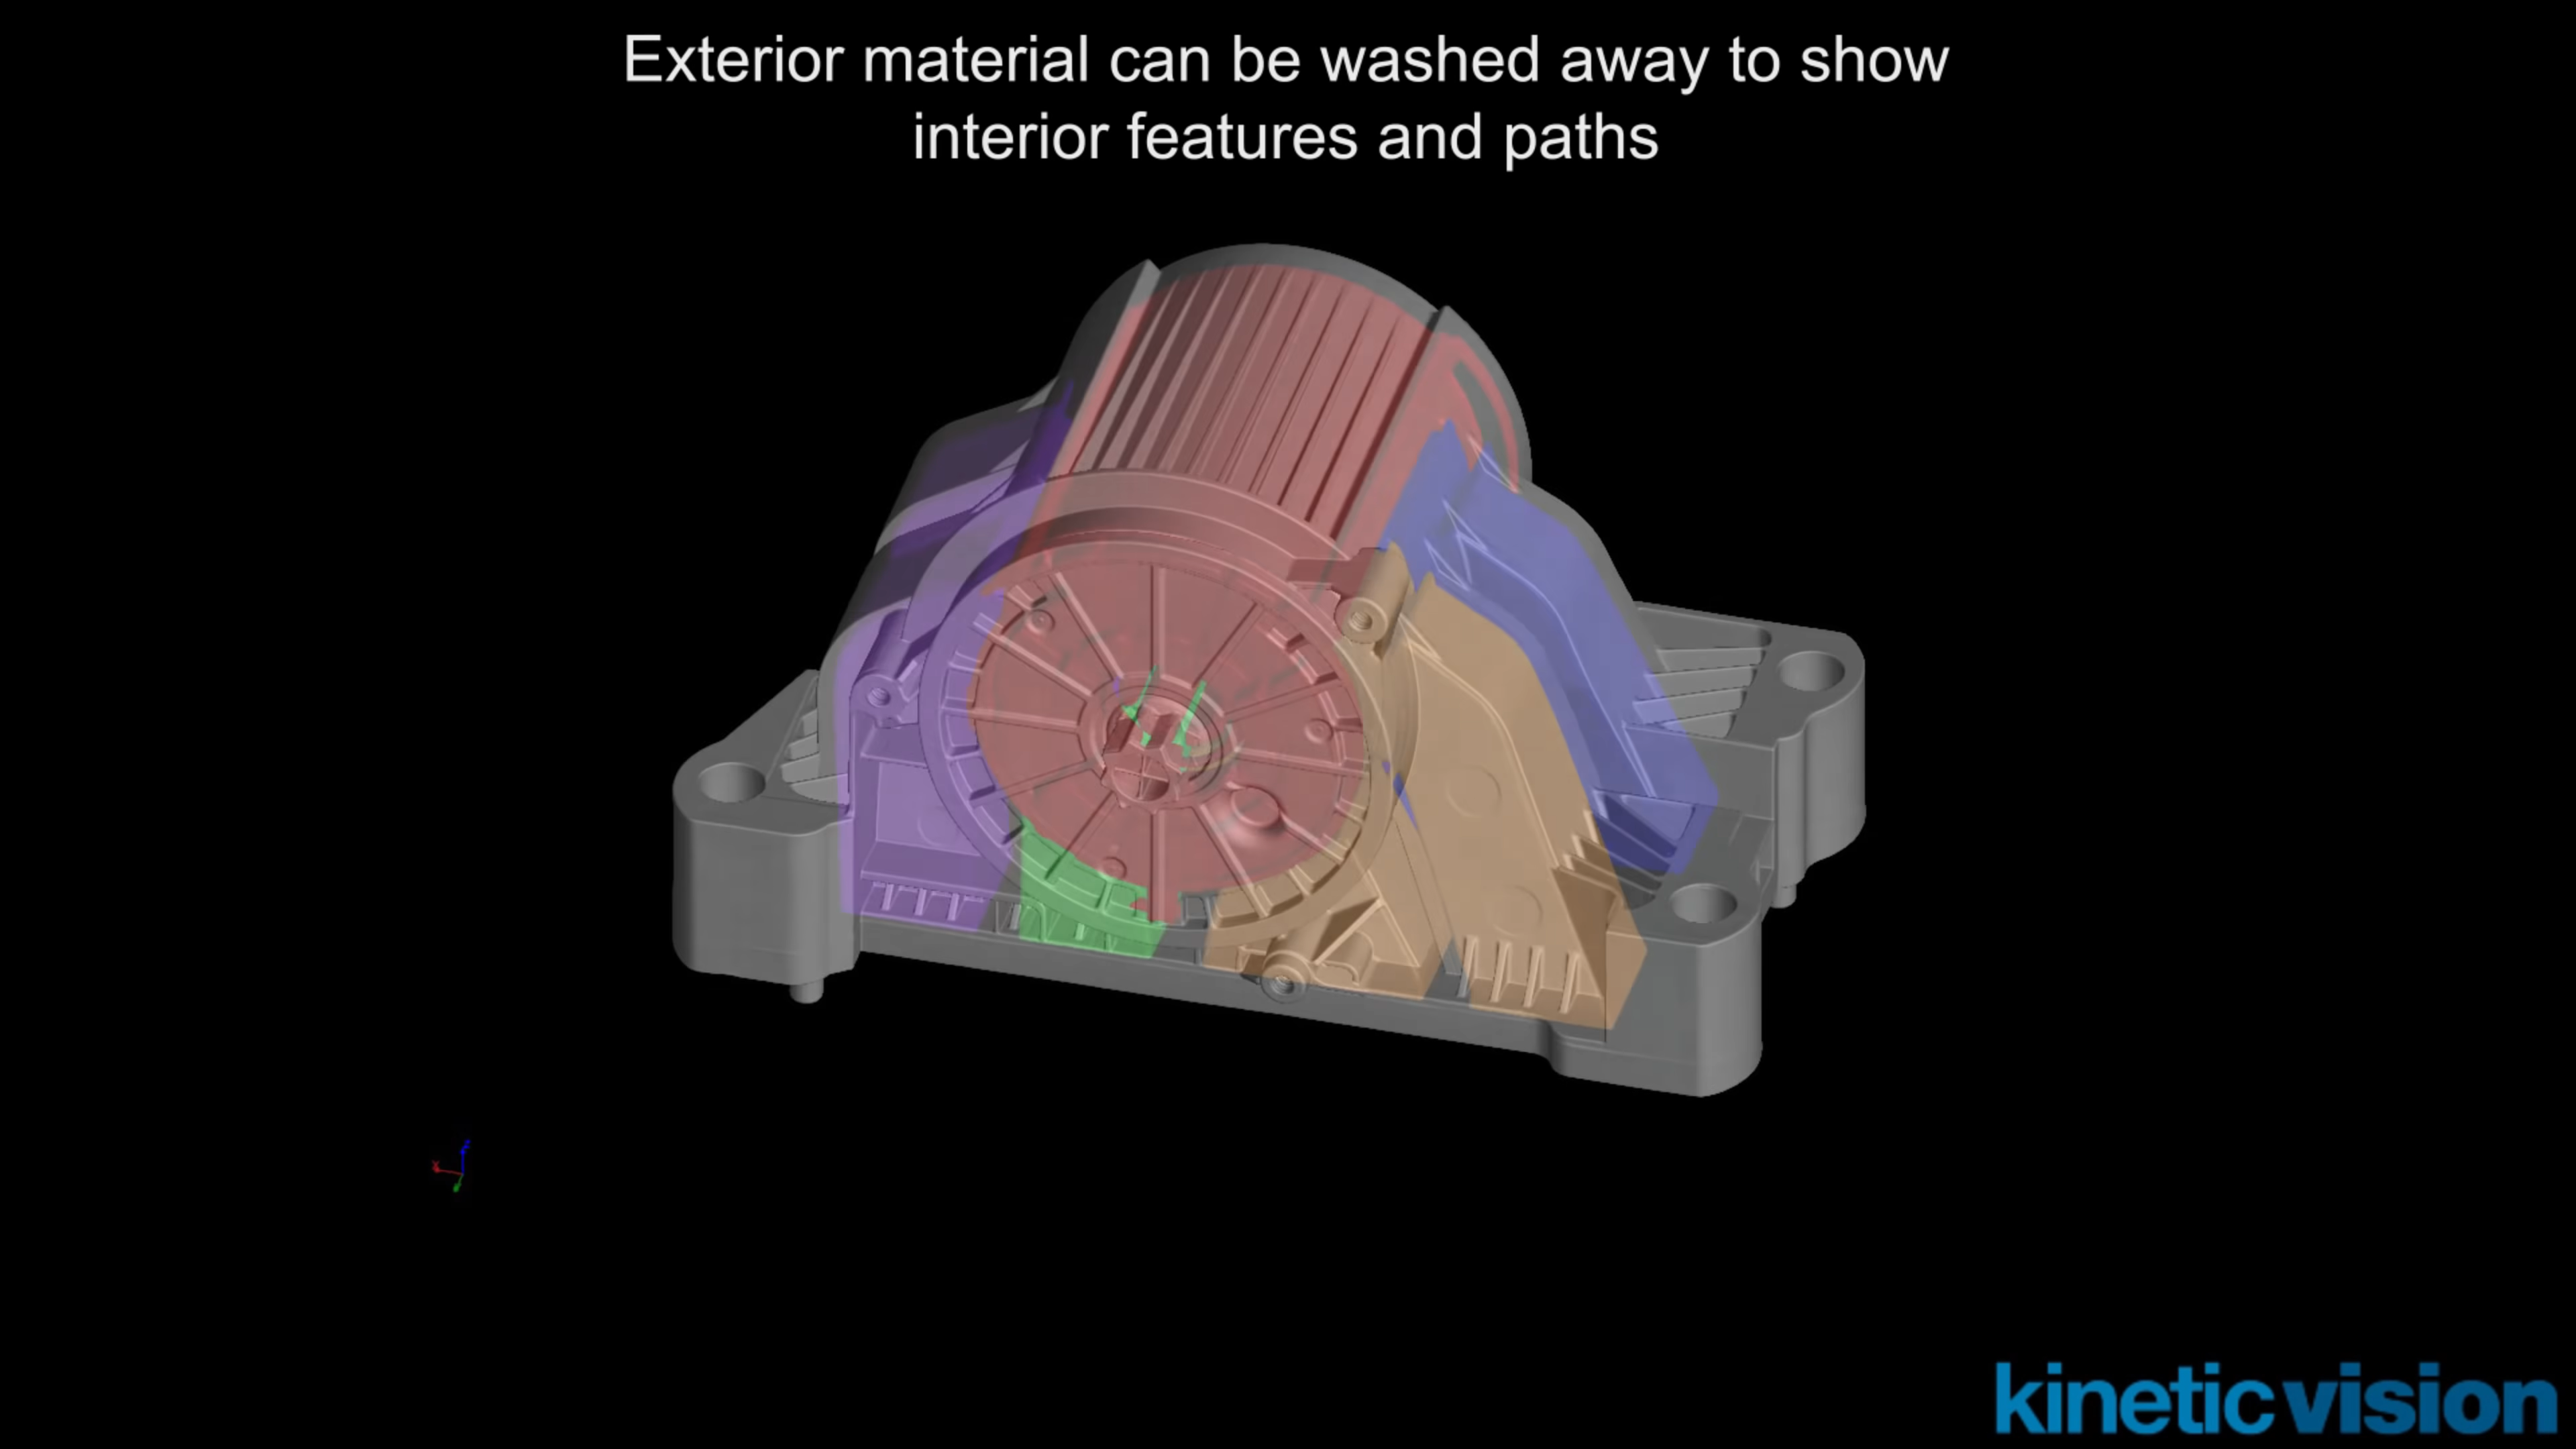 Exterior material can be washed away to show
interior features and paths
Z
X
kineticvision